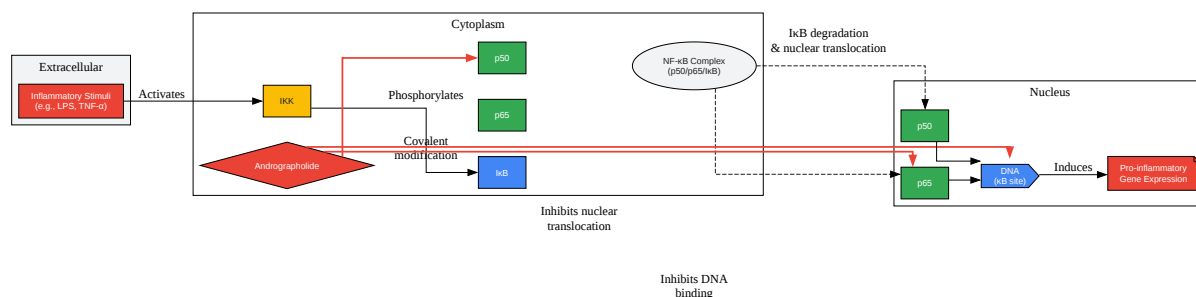 Cytoplasm
Extracellular
Inflammatory Stimuli
(e.g., LPS, TNF-α)
Activates
IKK
Phosphorylates
p50
p65
Covalent
modification
Andrographolide
IκB
NF-κB Complex
(p50/p65/IκB)
IκB degradation
& nuclear translocation
Nucleus
p50
p65
DNA
(κB site)
Induces
Pro-inflammatory
Gene Expression
Inhibits nuclear
translocation
Inhibits DNA
binding